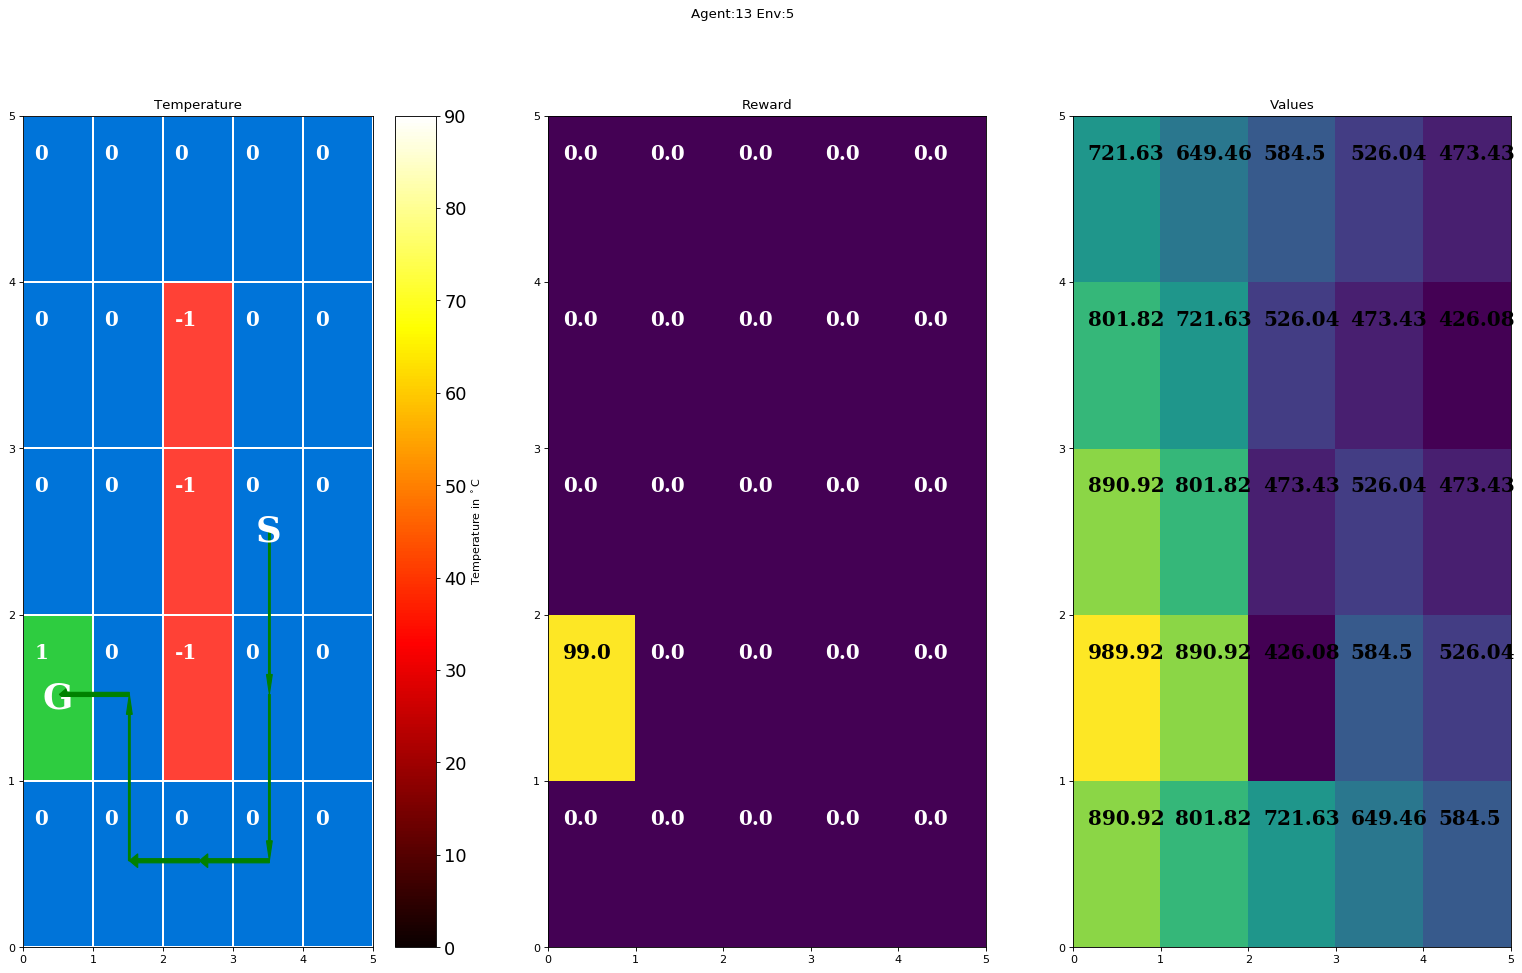 Agent:13 Env:5
Temperature Reward Values
5 0 0 0 0 0 90 5 0.0 0.0 0.0 0.0 0.0 5 721.63 649.46 584.5 526.04 473.43
80
4 70 4 4
0 0 -1 0 0 0.0 0.0 0.0 0.0 0.0 801.82 721.63 526.04 473.43 426.08
60
3 3 3
0 0 -1 0 0 50 0.0 0.0 0.0 0.0 0.0 890.92 801.82 473.43 526.04 473.43
S Temperature in °C
40
2 2 2
1 0 -1 0 0 30 99.0 0.0 0.0 0.0 0.0 989.92 890.92 426.08 584.5 526.04
G
20
1 1 1
0 0 0 0 0 0.0 0.0 0.0 0.0 0.0 890.92 801.82 721.63 649.46 584.5
10
0 0 0 0
0 1 2 3 4 5 0 1 2 3 4 5 0 1 2 3 4 5